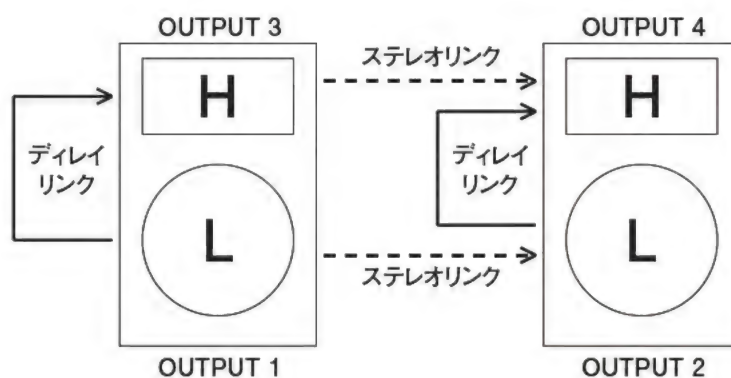 OUTPUT 3
OUTPUT 4
ステレオリンク
H
H
ディレイ
リンク
ディレイ
リンク
L
L
ステレオリンク
OUTPUT 1
OUTPUT 2